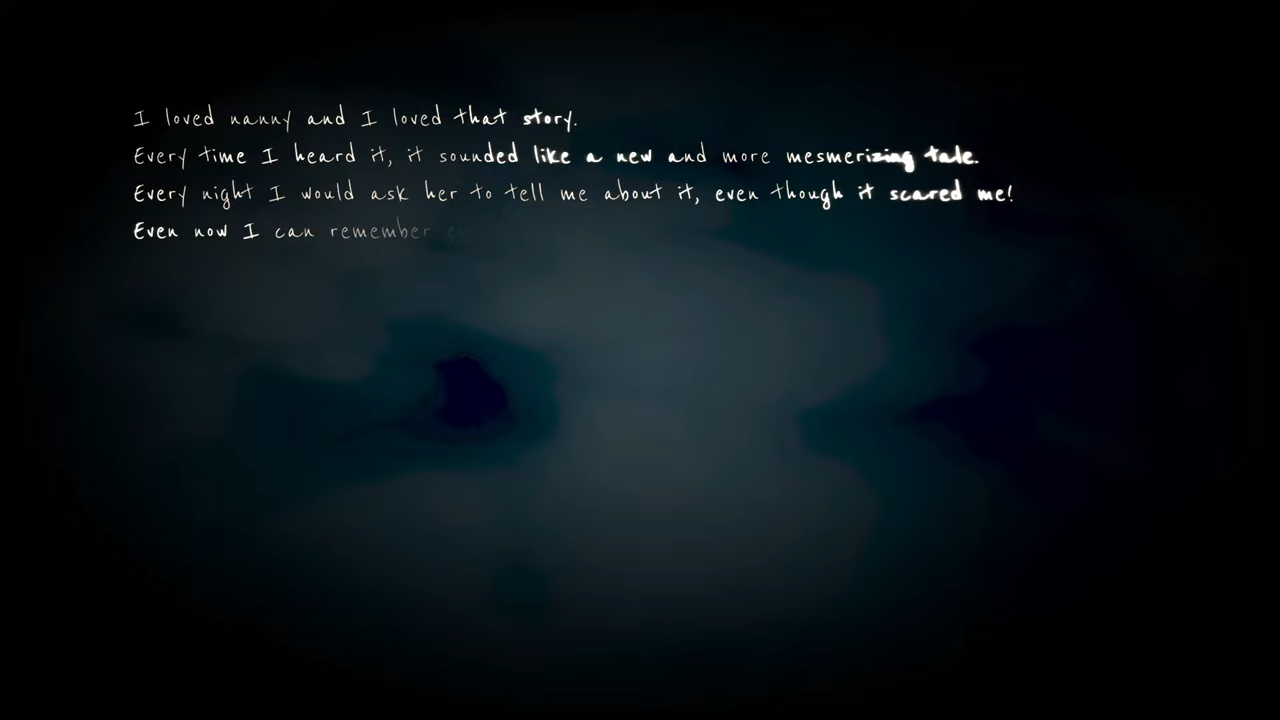 I loved nanny and I loved that story.
Every time I heard it, it sounded like a new and more mesmerizing tale.
Every night I would ask her to tell me about it, even though it scared me!
Even now I can remember